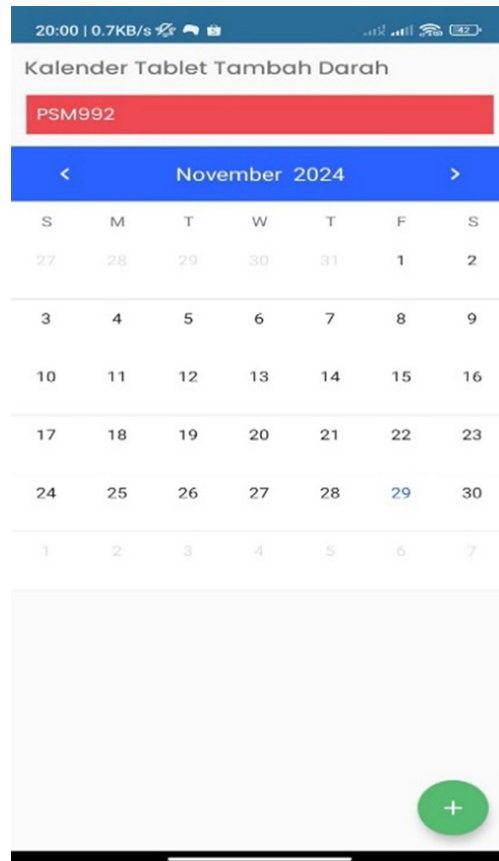 20:00 | 0.7KB/s 42
Kalender Tablet Tambah Darah
PSM992
< November 2024 >
S M T W T F S
27 28 29 30 31 1 2
3 4 5 6 7 8 9
10 11 12 13 14 15 16
17 18 19 20 21 22 23
24 25 26 27 28 29 30
1 2 3 4 5 6 7
+